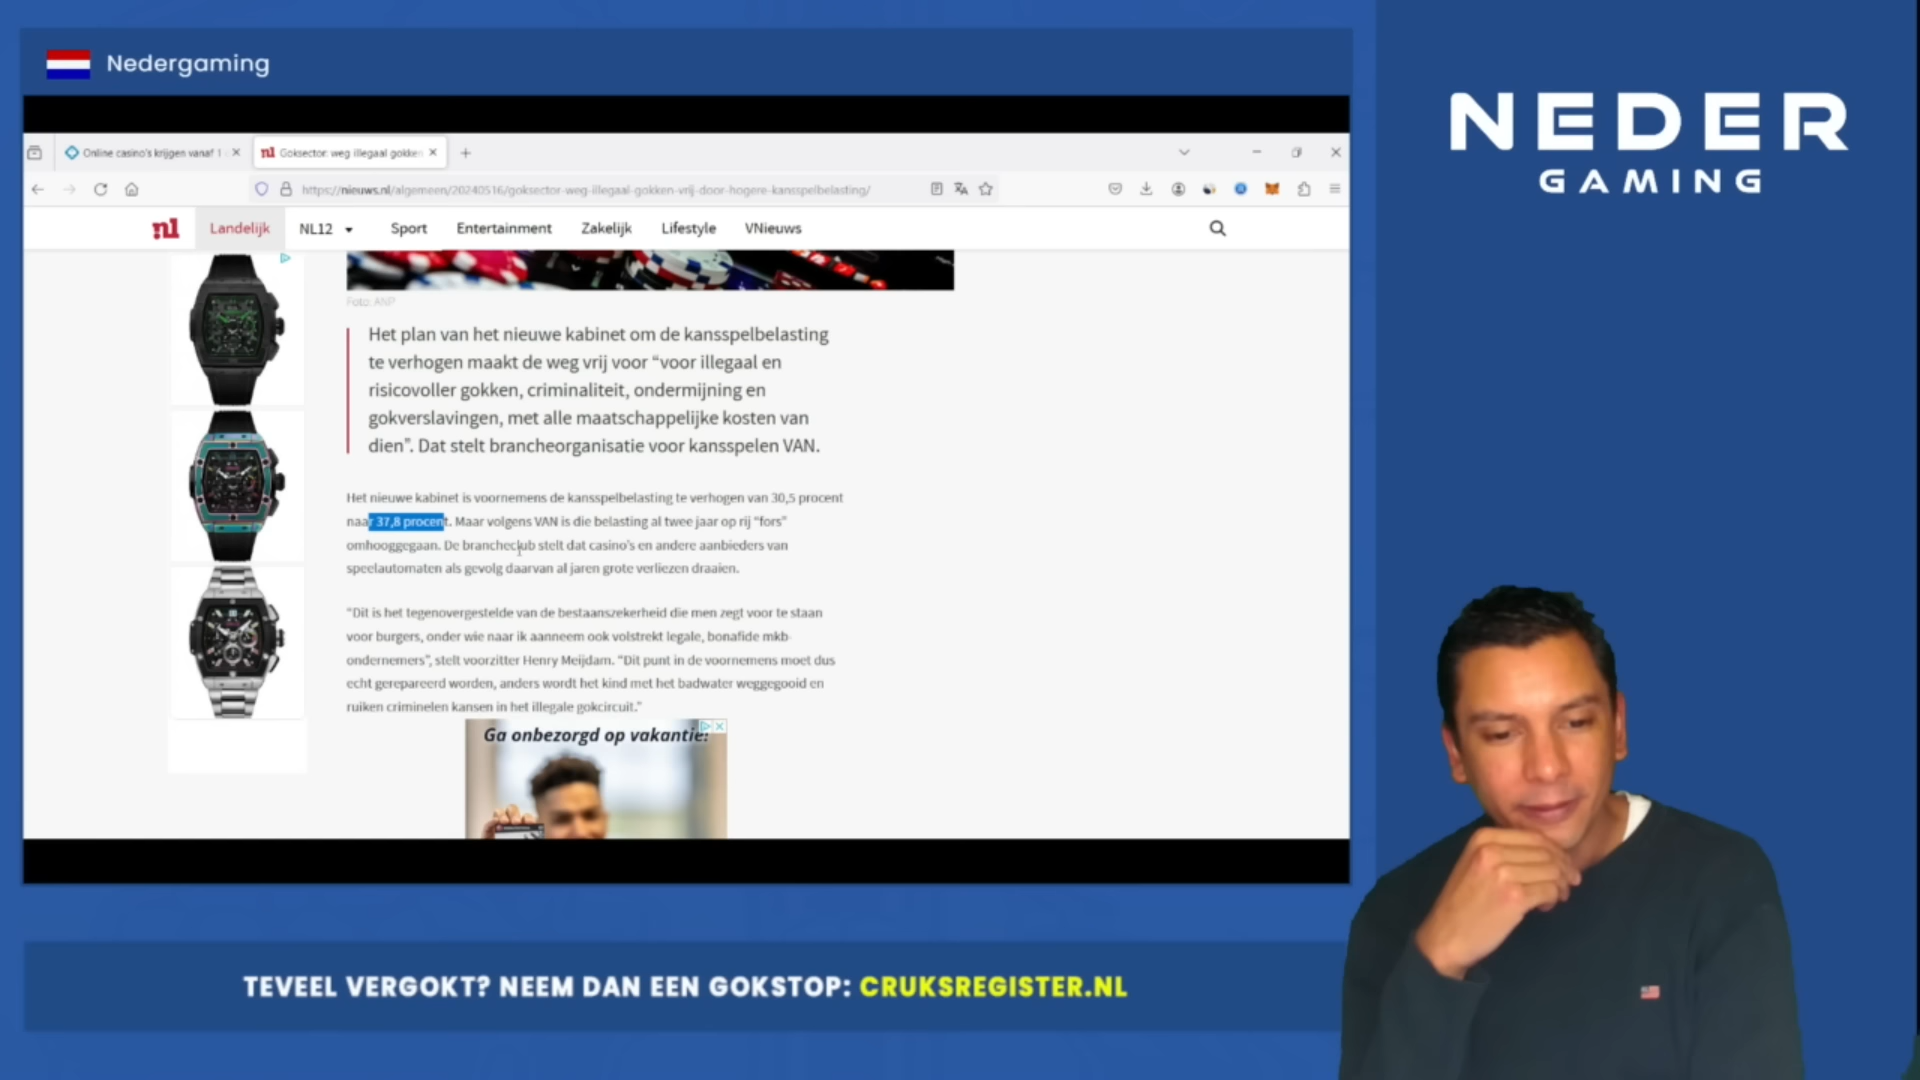 Nedergaming
NEDER
GAMING
Online casino's krijgen vanaf 1
Goksector: weg illegaal gokken
https://nieuws.nl/algemeen/20240516/goksector-weg-illegaal-gokken-vrij-door-hogere-kansspelbelasting/
nl
Landelijk
NL12
Sport
Entertainment
Zakelijk
Lifestyle
VNieuws
Foto: ANP
Het plan van het nieuwe kabinet om de kansspelbelasting
te verhogen maakt de weg vrij voor “voor illegaal en
risicovoller gokken, criminaliteit, ondermijning en
gokverslavingen, met alle maatschappelijke kosten van
dien”. Dat stelt brancheorganisatie voor kansspelen VAN.
Het nieuwe kabinet is voornemens de kansspelbelasting te verhogen van 30,5 procent
naar 37,8 procent. Maar volgens VAN is die belasting al twee jaar op rij “fors”
omhooggegaan. De brancheclub stelt dat casino’s en andere aanbieders van
speelautomaten als gevolg daarvan al jaren grote verliezen draaien.
“Dit is het tegenovergestelde van de bestaanszekerheid die men zegt voor te staan
voor burgers, onder wie naar ik aanneem ook volstrekt legale, bonafide mkb-
ondernemers”, stelt voorzitter Henry Meijdam. “Dit punt in de voornemens moet dus
echt gerepareerd worden, anders wordt het kind met het badwater weggegooid en
ruiken criminelen kansen in het illegale gokcircuit.”
Ga onbezorgd op vakantie!
TEVEEL VERGOKT? NEEM DAN EEN GOKSTOP: CRUKSREGISTER.NL